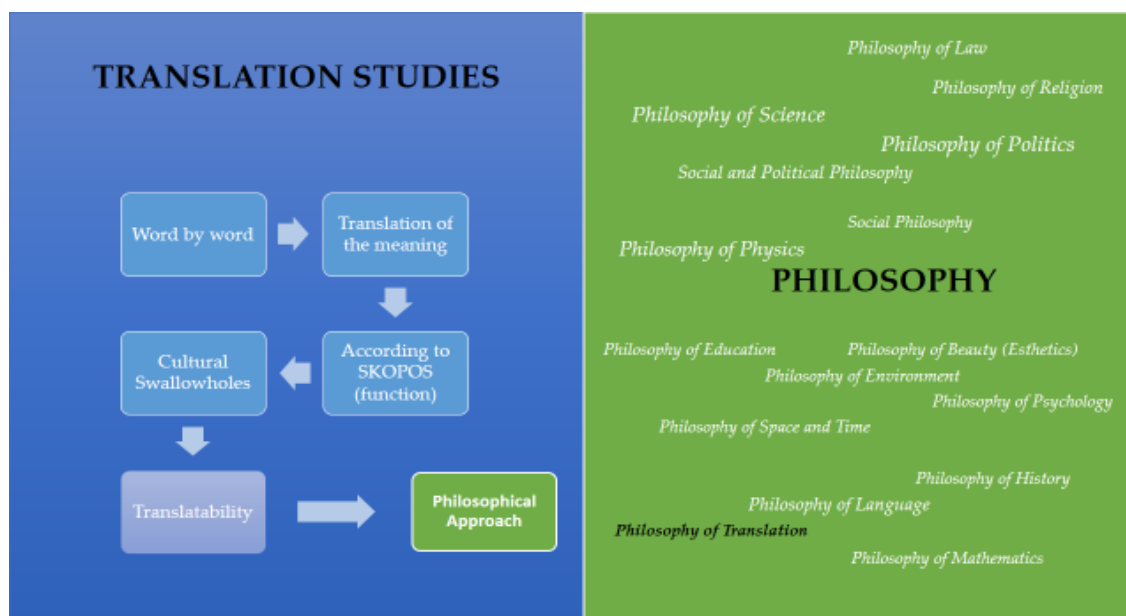 TRANSLATION STUDIES
Word by word
Translation of
the meaning
According to
SKOPOS
(function)
Cultural
Swallowholes
Translatability
Philosophical
Approach
Philosophy of Law
Philosophy of Religion
Philosophy of Science
Philosophy of Politics
Social and Political Philosophy
Social Philosophy
Philosophy of Physics
PHILOSOPHY
Philosophy of Education
Philosophy of Beauty (Esthetics)
Philosophy of Environment
Philosophy of Psychology
Philosophy of Space and Time
Philosophy of History
Philosophy of Language
Philosophy of Translation
Philosophy of Mathematics